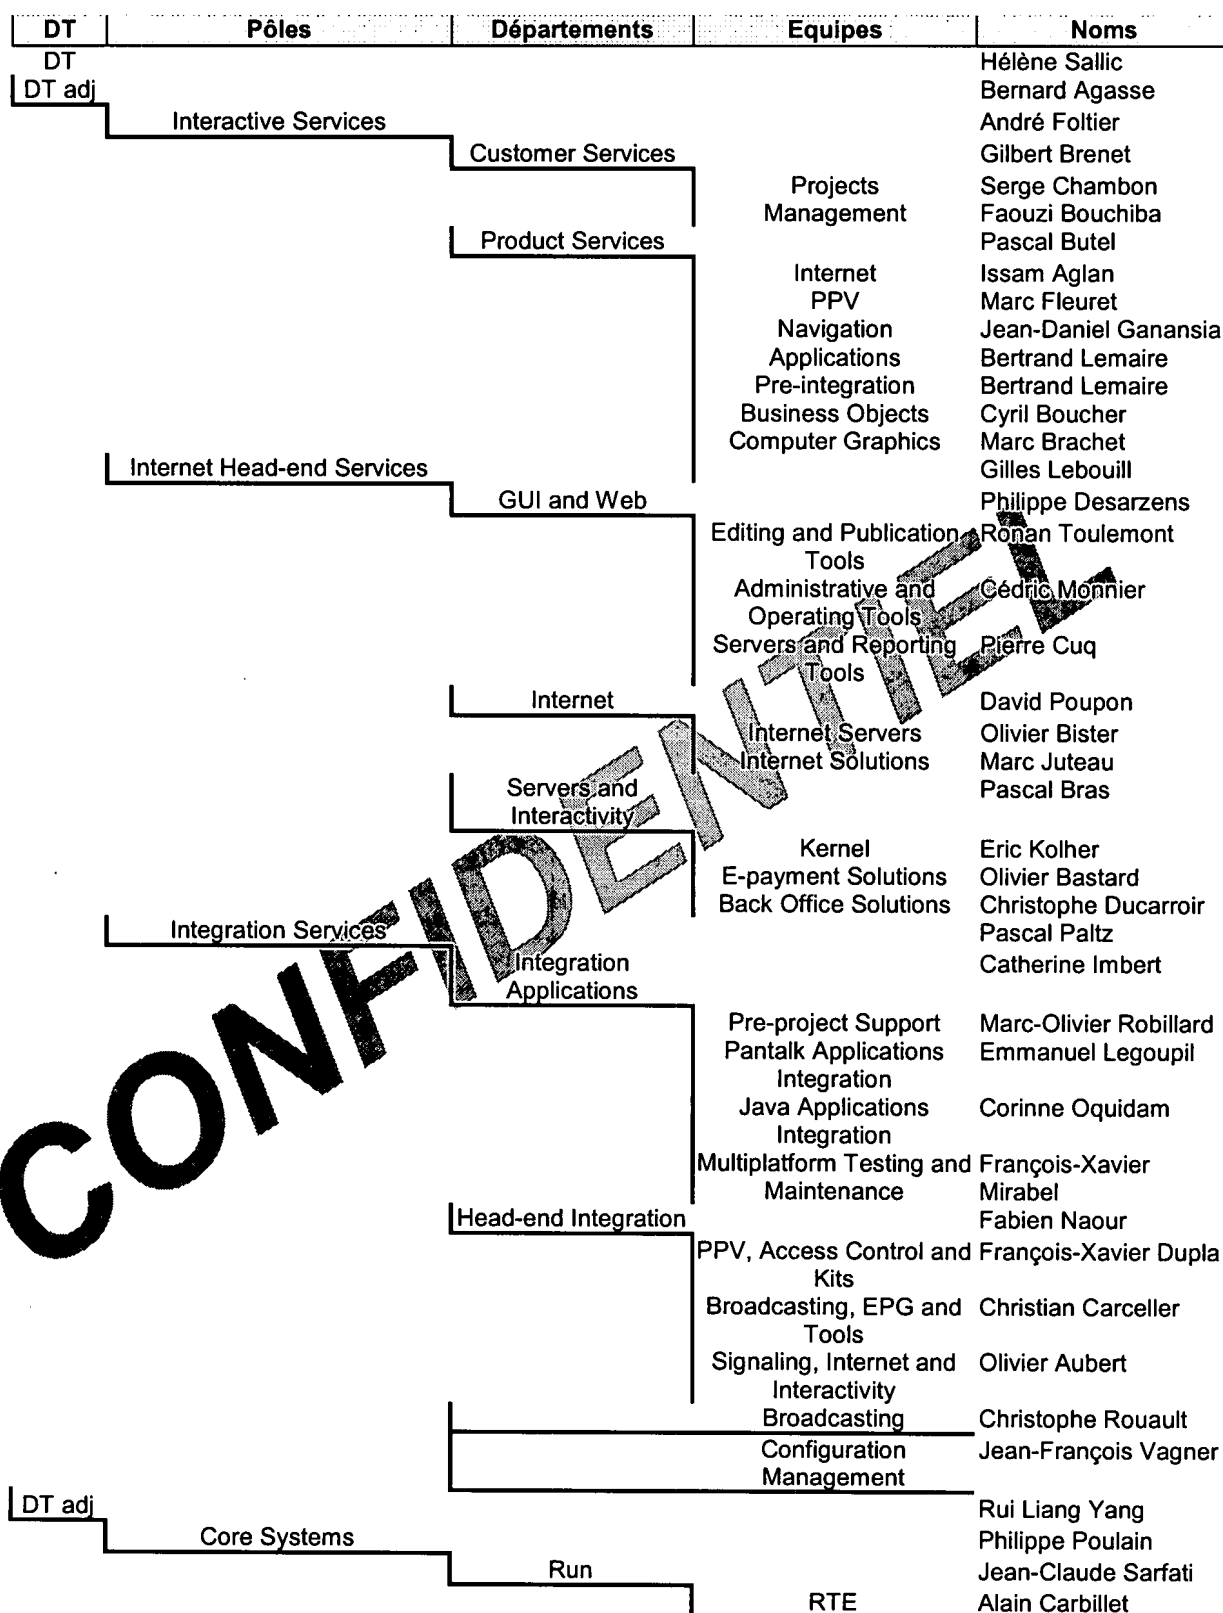 DT Pôles Départements Equipes Noms
DT Hélène Sallic
DT adj Bernard Agasse
Interactive Services André Foltier
Customer Services Gilbert Brenet
Projects Serge Chambon
Management Faouzi Bouchiba
Product Services Pascal Butel
Internet Issam Aglan
PPV Marc Fleuret
Navigation Jean-Daniel Ganansia
Applications Bertrand Lemaire
Pre-integration Bertrand Lemaire
Business Objects Cyril Boucher
Computer Graphics Marc Brachet
Internet Head-end Services Gilles Lebouill
GUI and Web Philippe Desarzens
Editing and Publication Ronan Toulemont
Tools
Administrative and Cédric Monnier
Operating Tools
Servers and Reporting Pierre Cuq
Tools
Internet David Poupon
Internet Servers Olivier Bister
Internet Solutions Marc Juteau
Servers and Pascal Bras
Interactivity
Kernel Eric Kolher
E-payment Solutions Olivier Bastard
Back Office Solutions Christophe Ducarroir
Integration Services Pascal Paltz
Integration Catherine Imbert
Applications
Pre-project Support Marc-Olivier Robillard
Pantalk Applications Emmanuel Legoupil
Integration
Java Applications Corinne Oquidam
Integration
Multiplatform Testing and François-Xavier
Maintenance Mirabel
Head-end Integration Fabien Naour
PPV, Access Control and François-Xavier Dupla
Kits
Broadcasting, EPG and Christian Carceller
Tools
Signaling, Internet and Olivier Aubert
Interactivity
Broadcasting Christophe Rouault
Configuration Jean-François Vagner
Management
DT adj Rui Liang Yang
Core Systems Philippe Poulain
Run Jean-Claude Sarfati
RTE Alain Carbillet
CONFIDENTIEL